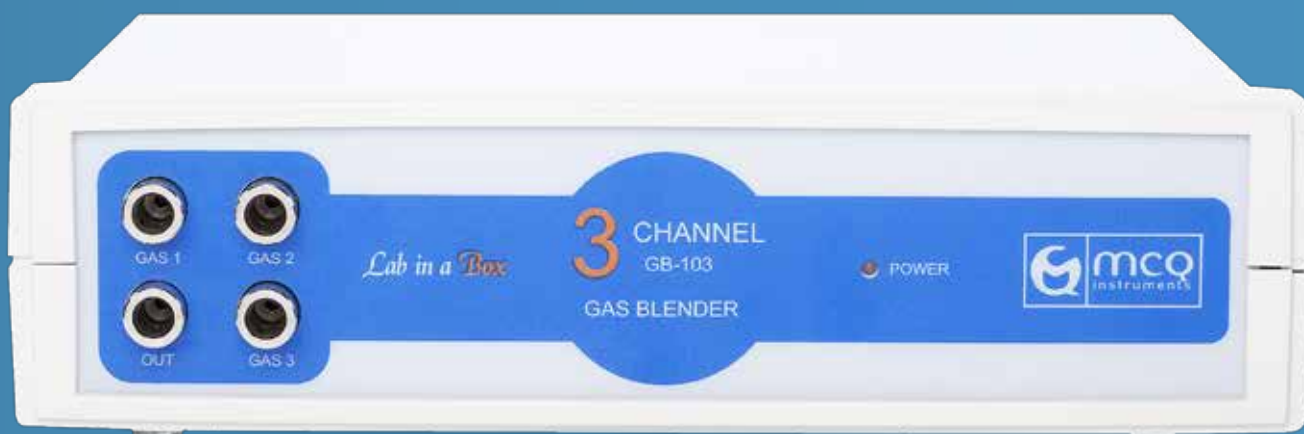 GAS 1 GAS 2
OUT GAS 3
Lab in a Box
3 CHANNEL
GB-103
GAS BLENDER
POWER
mcq
instruments